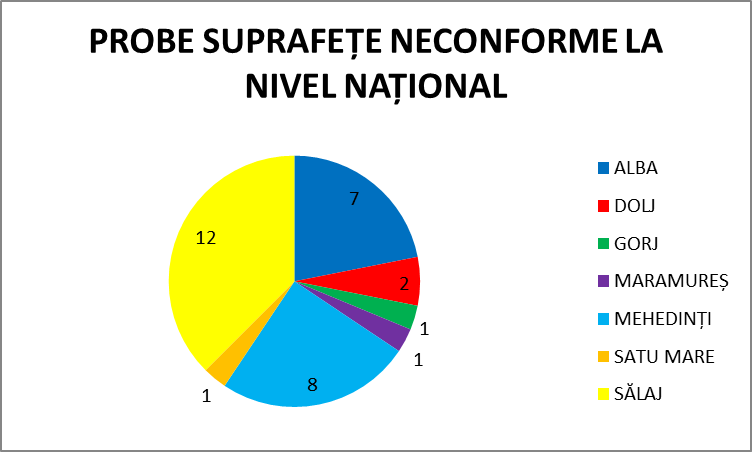 PROBE SUPRAFEȚE NECONFORME LA
NIVEL NAȚIONAL
7
2
1
1
8
1
12
ALBA
DOLJ
GORJ
MARAMUREȘ
MEHEDINȚI
SATU MARE
SĂLAJ